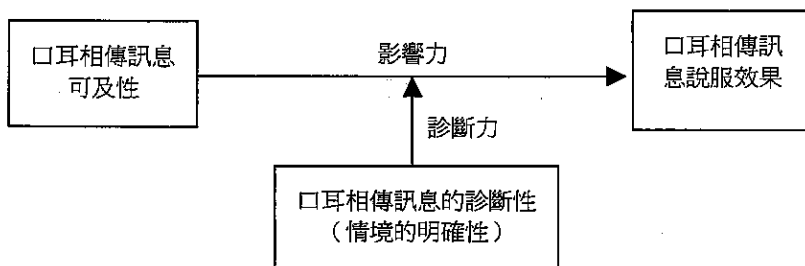 口耳相傳訊息
可及性
影響力
口耳相傳訊
息說服效果
診斷力
口耳相傳訊息的診斷性
（情境的明確性）